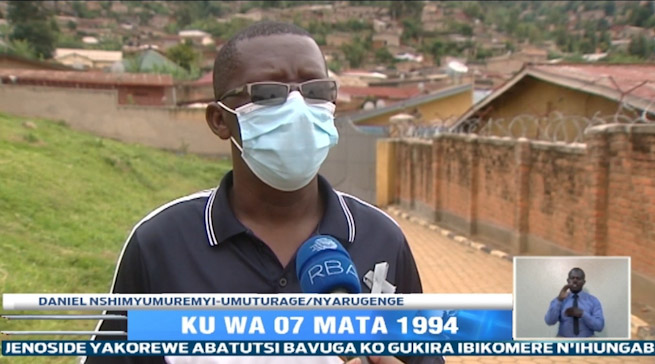 RBA
DANIEL NSHIMYUMUREMYI-UMUTURAGE/NYARUGENGE
KU WA 07 MATA 1994
JENOSIDE YAKOREWE ABATUTSI BAVUGA KO GUKIRA IBIKOMERE N'IHUNGAB